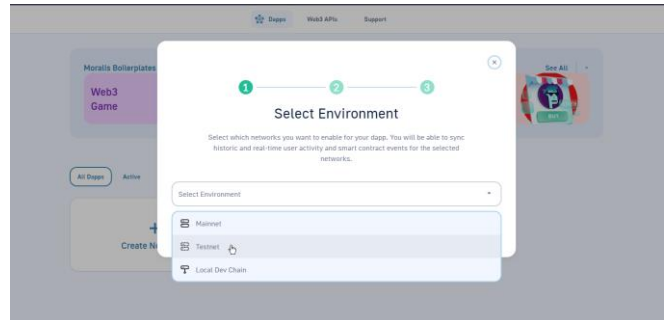 Dapps Web3 APIs Support
Moralis Boilerplates
See All
Web3
Game
1 2 3
Select Environment
Select which networks you want to enable for your dapp. You will be able to sync
historic and real-time user activity and smart contract events for the selected
networks.
All Dapps Active
Select Environment
Mainnet
Testnet
Local Dev Chain
Create N